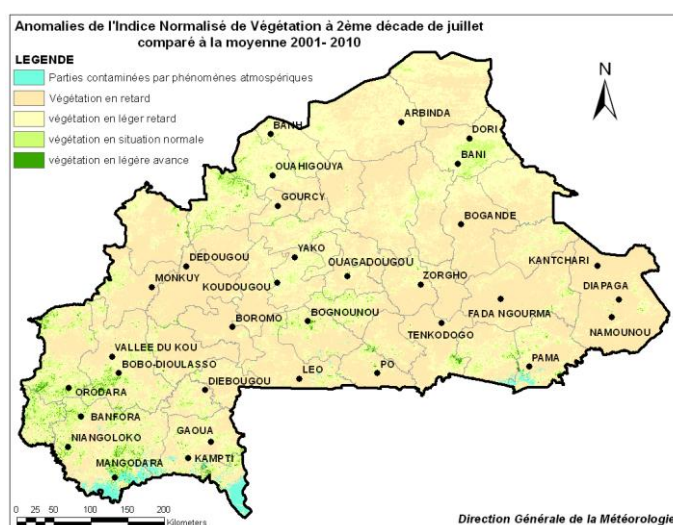 Anomalies de l'Indice Normalisé de Végétation à 2ème décade de juillet
comparé à la moyenne 2001- 2010
LEGENDE
Parties contaminées par phénomènes atmospériques
Végétation en retard
végétation en léger retard
végétation en situation normale
végétation en légère avance
N
ARBINDA
BANH
DORI
BANI
OUAHIGOUYA
GOURCY
BOGANDE
YAKO
DEDOUGOU
OUAGADOUGOU
KANTCHARI
MONKUY
KOUDOUGOU
ZORGHO
DIAPAGA
FADA NGOURMA
BOROMO
BOGNOUNOU
TENKODOGO
NAMOUNOU
VALLEE DU KOU
BOBO-DIOULASSO
PAMA
LEO
PO
DIEBOUGOU
ORODARA
BANFORA
GAOUA
NIANGOLOKO
KAMPTI
MANGODARA
0 25 50 100 150 200
Kilometers
Direction Générale de la Météorologie